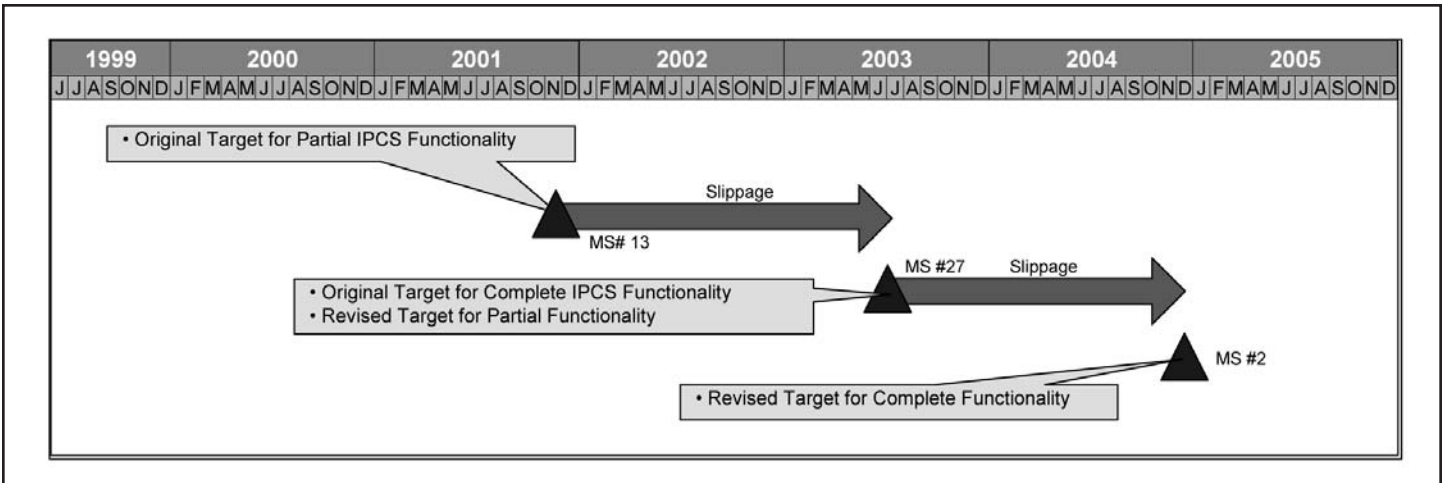 1999 2000 2001 2002 2003 2004 2005
J J A S O N D J F M A M J J A S O N D J F M A M J J A S O N D J F M A M J J A S O N D J F M A M J J A S O N D J F M A M J J A S O N D J F M A M J J A S O N D
• Original Target for Partial IPCS Functionality
Slippage
MS# 13
MS #27 Slippage
• Original Target for Complete IPCS Functionality
• Revised Target for Partial Functionality
MS #2
• Revised Target for Complete Functionality